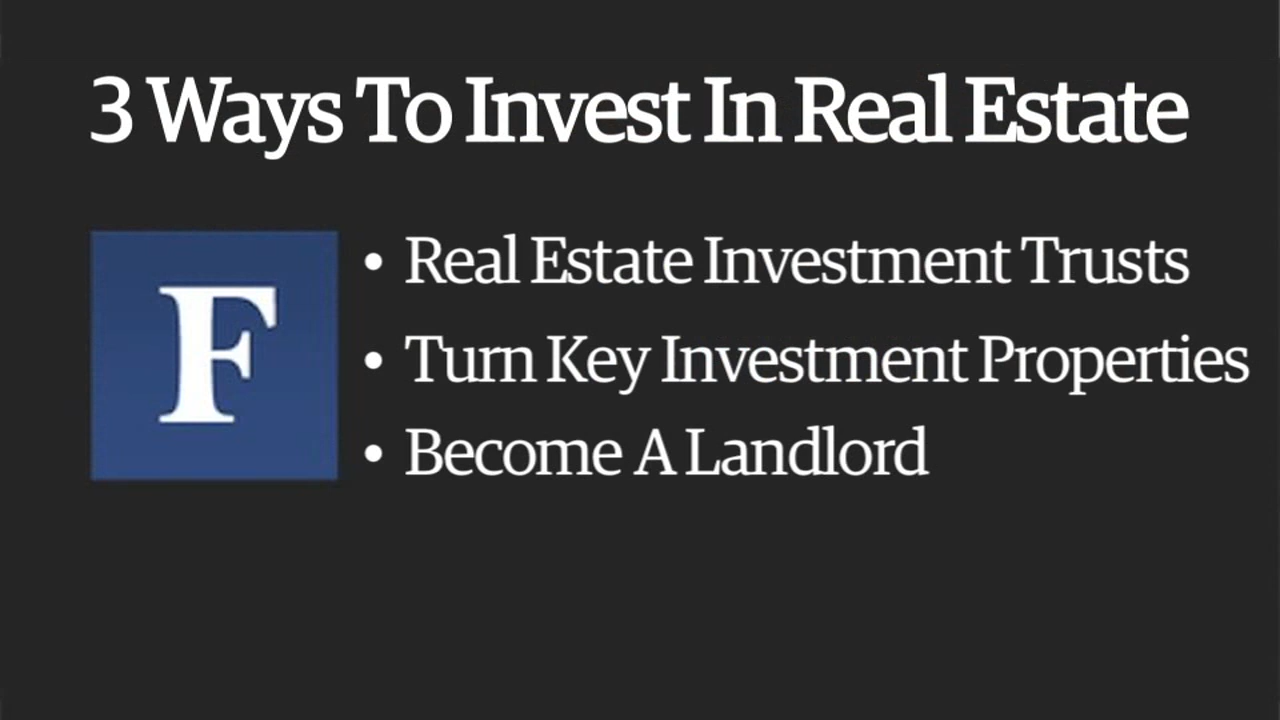 3 Ways To Invest In Real Estate
F
• Real Estate Investment Trusts
• Turn Key Investment Properties
• Become A Landlord